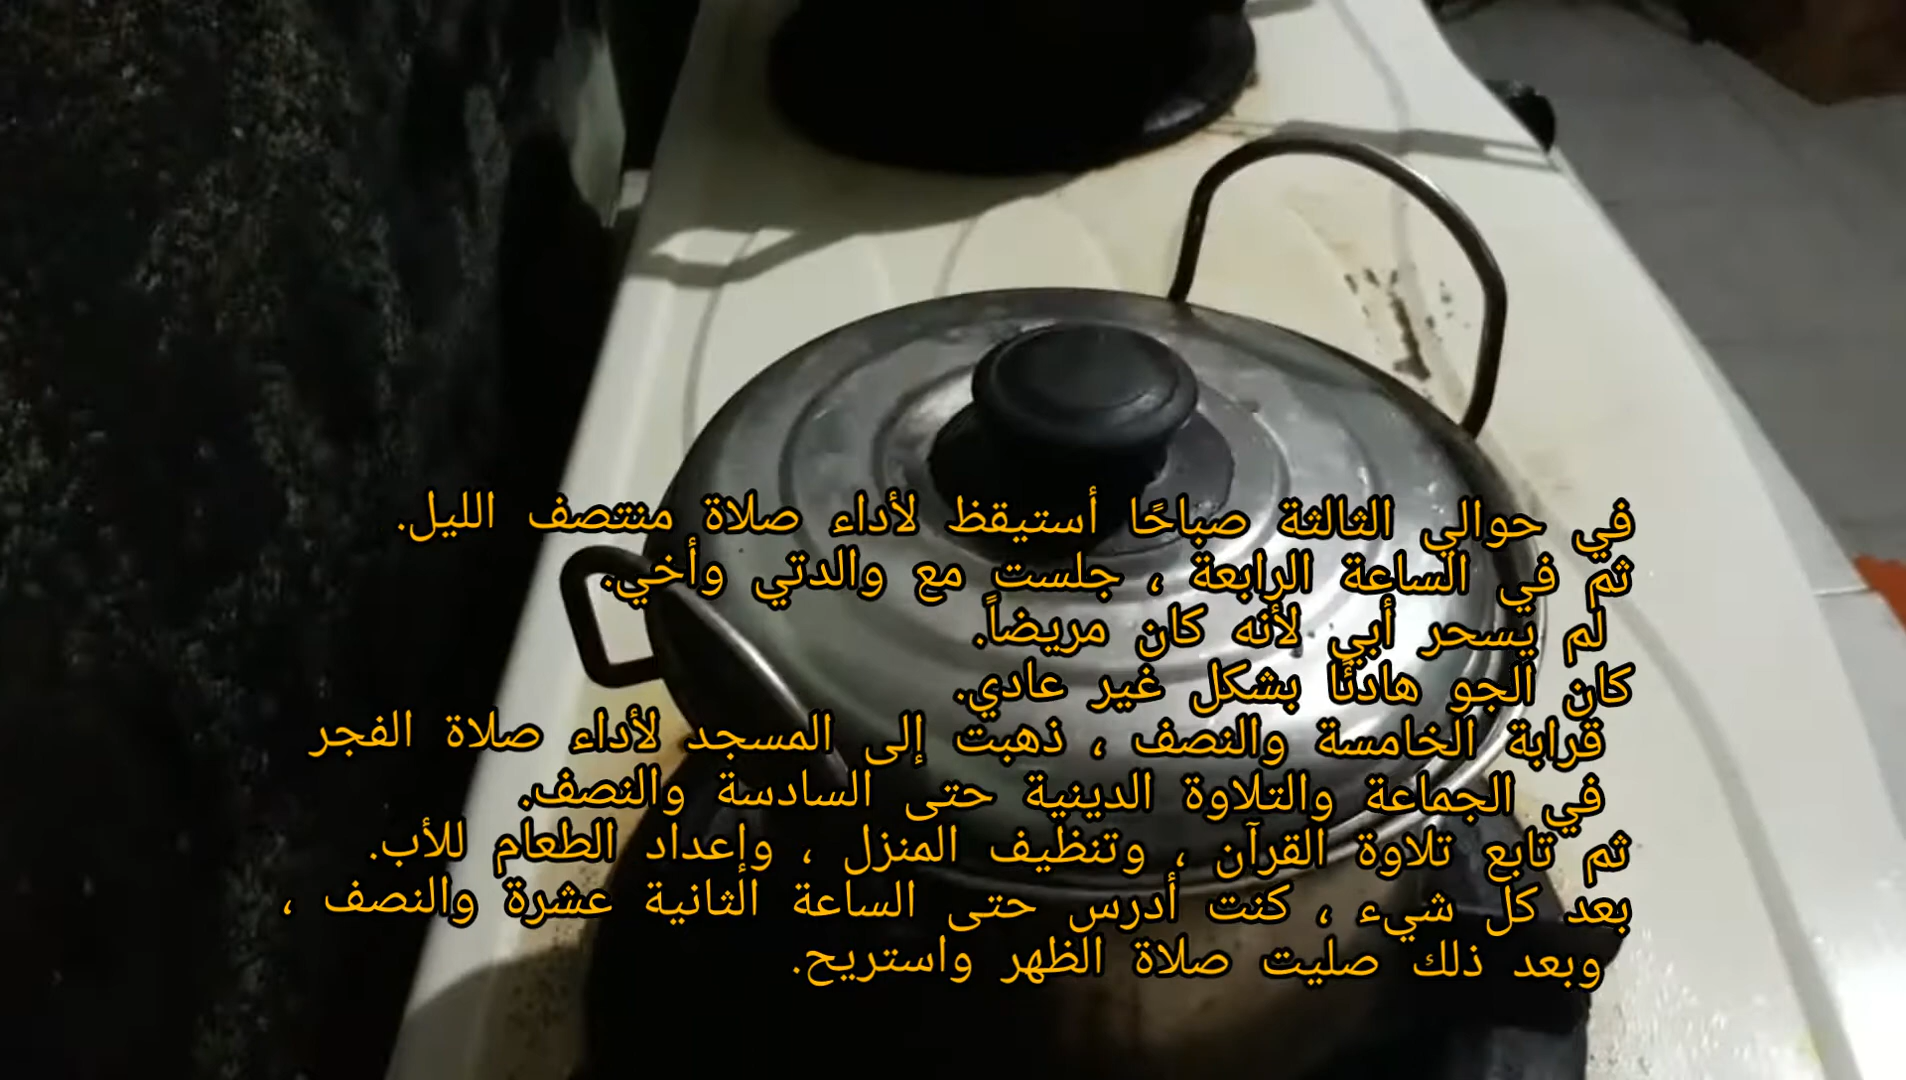 في حوالي الثالثة صباحًا أستيقظ لأداء صلاة منتصف الليل.
ثم في الساعة الرابعة ، جلست مع والدتي وأخي.
لم يسحر أبي لأنه كان مريضاً.
كان الجو هادئًا بشكل غير عادي.
قرابة الخامسة والنصف ، ذهبت إلى المسجد لأداء صلاة الفجر
في الجماعة والتلاوة الدينية حتى السادسة والنصف.
ثم تابع تلاوة القرآن ، وتنظيف المنزل ، وإعداد الطعام للأب.
بعد كل شيء ، كنت أدرس حتى الساعة الثانية عشرة والنصف ،
وبعد ذلك صليت صلاة الظهر واستريح.